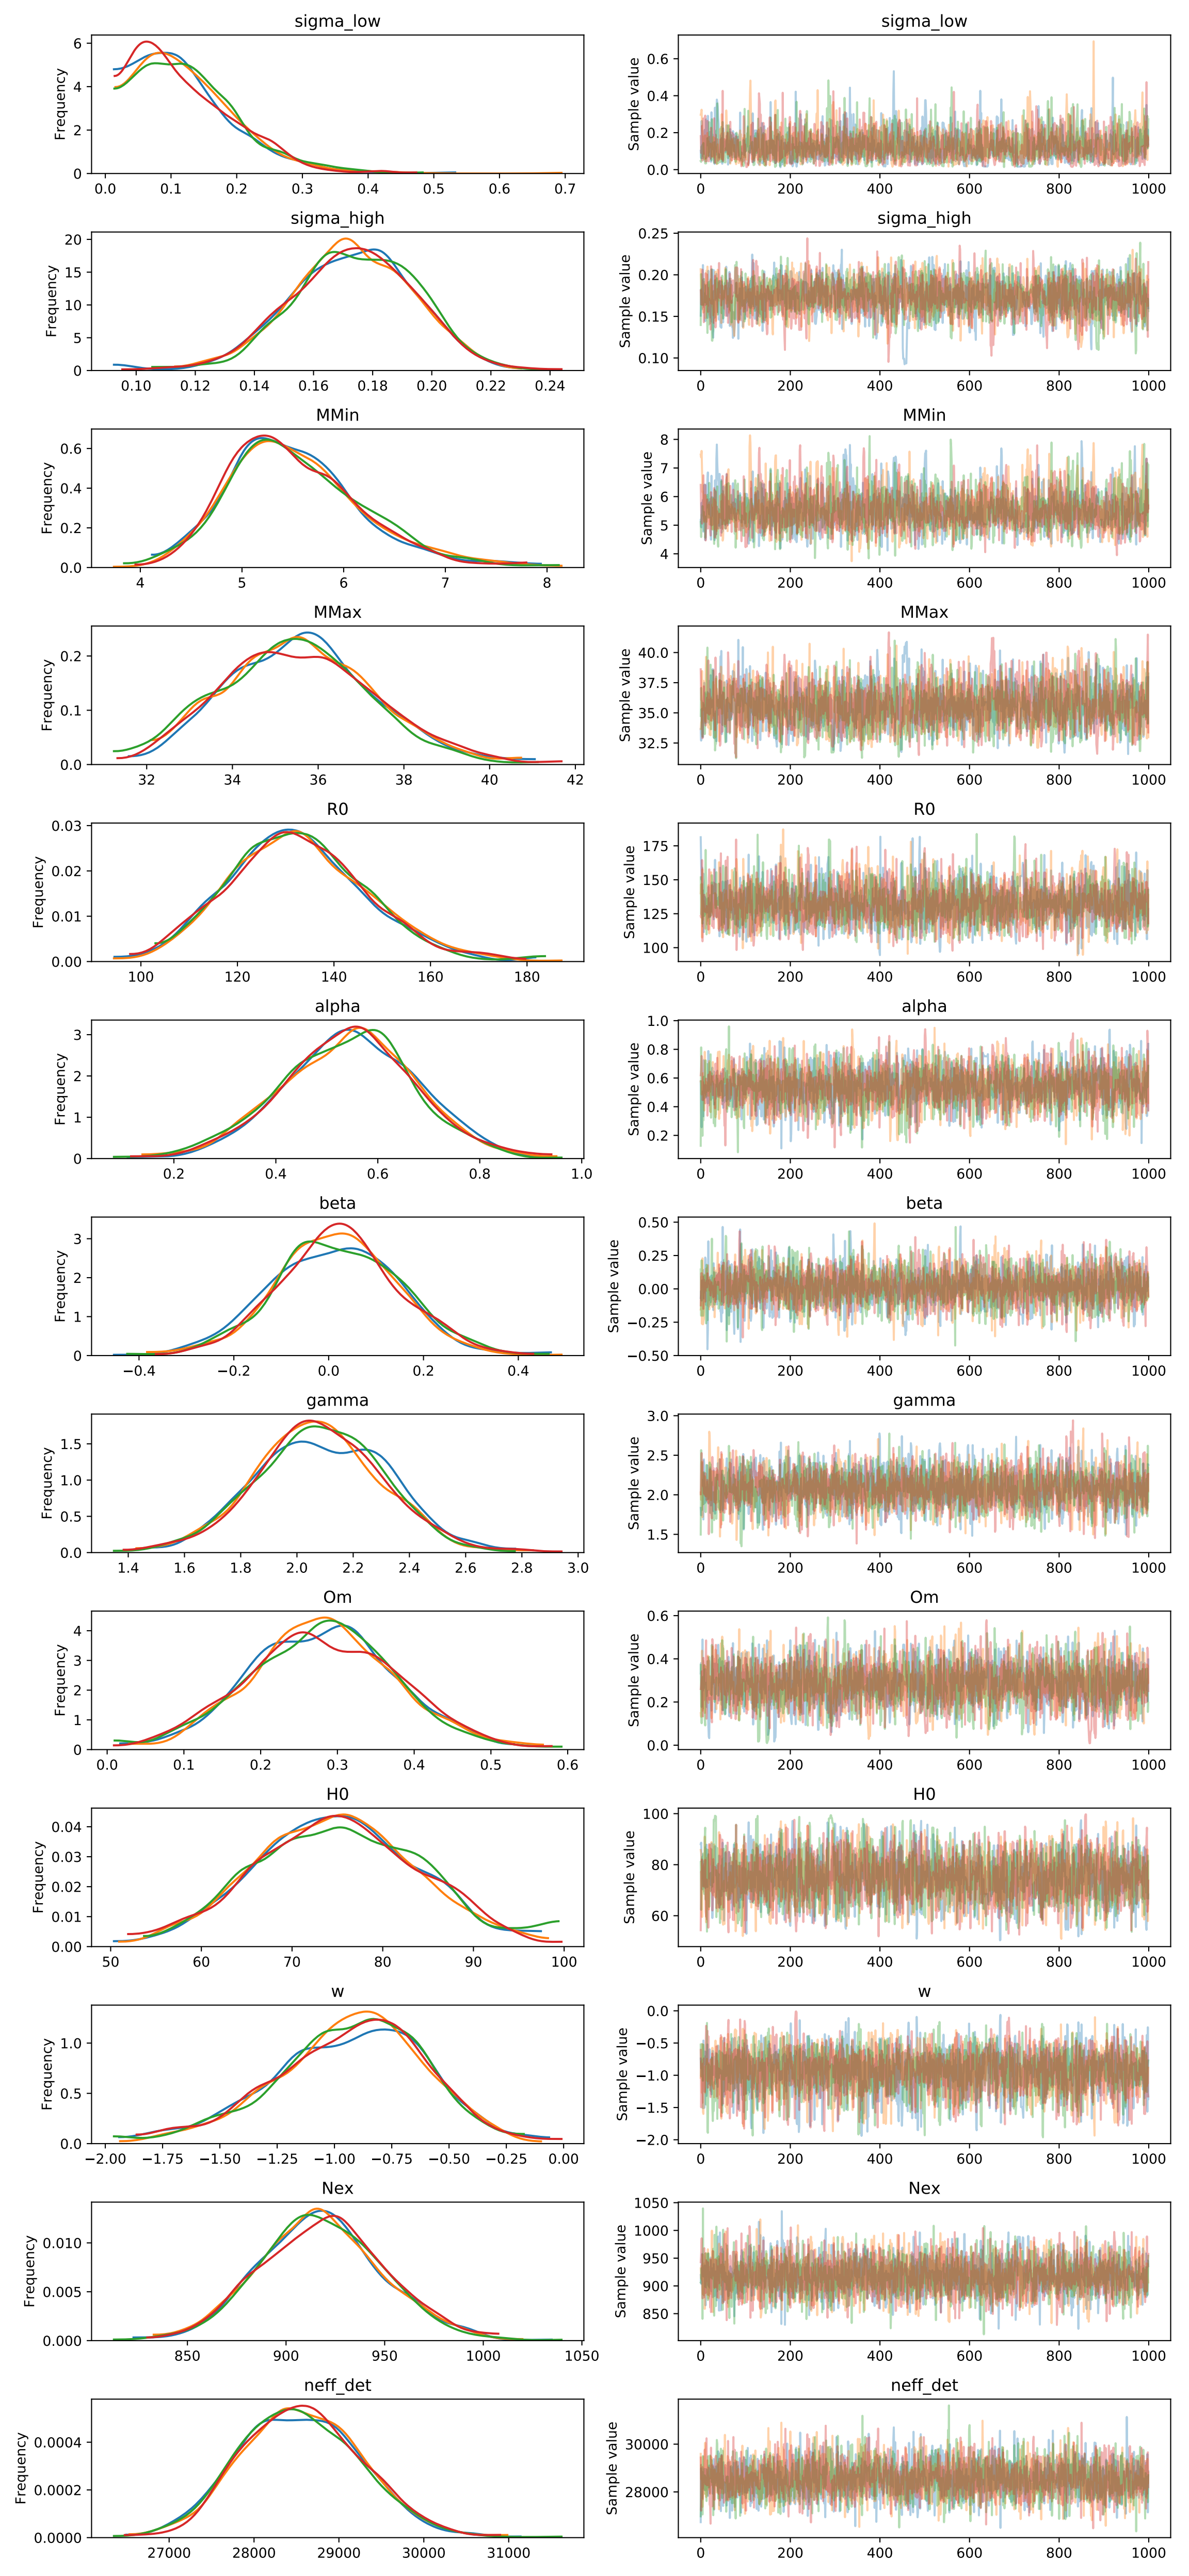 sigma_low sigma_low
Frequency
6
4
2
0
0.0 0.1 0.2 0.3 0.4 0.5 0.6 0.7
Sample value
0.6
0.4
0.2
0.0
0 200 400 600 800 1000
sigma_high sigma_high
Frequency
20
15
10
5
0
0.10 0.12 0.14 0.16 0.18 0.20 0.22 0.24
Sample value
0.25
0.20
0.15
0.10
0 200 400 600 800 1000
MMin MMin
Frequency
0.6
0.4
0.2
0.0
4 5 6 7 8
Sample value
8
7
6
5
4
0 200 400 600 800 1000
MMax MMax
Frequency
0.2
0.1
0.0
32 34 36 38 40 42
Sample value
40.0
37.5
35.0
32.5
0 200 400 600 800 1000
R0 R0
Frequency
0.03
0.02
0.01
0.00
100 120 140 160 180
Sample value
175
150
125
100
0 200 400 600 800 1000
alpha alpha
Frequency
3
2
1
0
0.2 0.4 0.6 0.8 1.0
Sample value
1.0
0.8
0.6
0.4
0.2
0 200 400 600 800 1000
beta beta
Frequency
3
2
1
0
−0.4 −0.2 0.0 0.2 0.4
Sample value
0.50
0.25
0.00
−0.25
−0.50
0 200 400 600 800 1000
gamma gamma
Frequency
1.5
1.0
0.5
0.0
1.4 1.6 1.8 2.0 2.2 2.4 2.6 2.8 3.0
Sample value
3.0
2.5
2.0
1.5
0 200 400 600 800 1000
Om Om
Frequency
4
3
2
1
0
0.0 0.1 0.2 0.3 0.4 0.5 0.6
Sample value
0.6
0.4
0.2
0.0
0 200 400 600 800 1000
H0 H0
Frequency
0.04
0.03
0.02
0.01
0.00
50 60 70 80 90 100
Sample value
100
80
60
0 200 400 600 800 1000
w w
Frequency
1.0
0.5
0.0
−2.00 −1.75 −1.50 −1.25 −1.00 −0.75 −0.50 −0.25 0.00
Sample value
0.0
−0.5
−1.0
−1.5
−2.0
0 200 400 600 800 1000
Nex Nex
Frequency
0.010
0.005
0.000
850 900 950 1000 1050
Sample value
1050
1000
950
900
850
0 200 400 600 800 1000
neff_det neff_det
Frequency
0.0004
0.0002
0.0000
27000 28000 29000 30000 31000
Sample value
30000
28000
0 200 400 600 800 1000